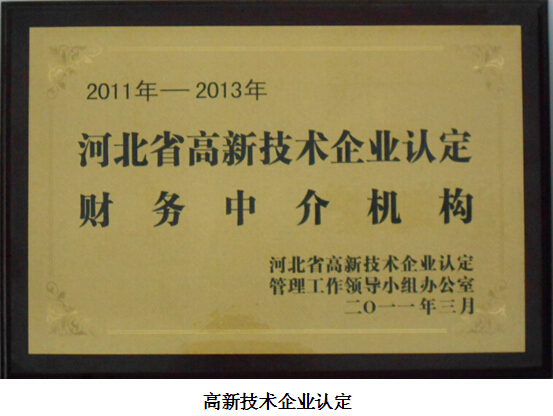 2011年—2013年
河北省高新技术企业认定
财务中介机构
河北省高新技术企业认定
管理工作领导小组办公室
二〇一一年三月
高新技术企业认定